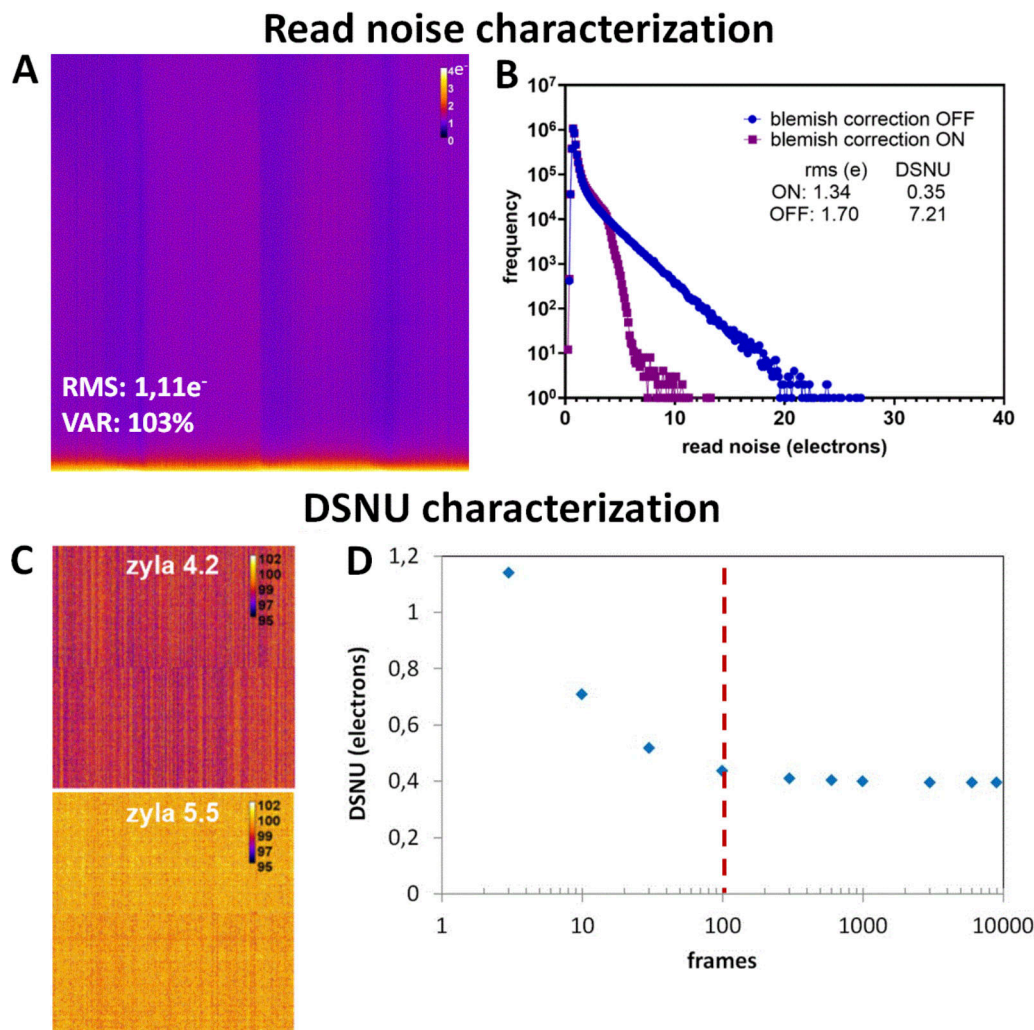 Read noise characterization
A
4e-
3
2
1
0
RMS: 1,11e-
VAR: 103%
B
10⁷
10⁶
10⁵
10⁴
10³
10²
10¹
10⁰
frequency
blemish correction OFF
blemish correction ON
rms (e) DSNU
ON: 1.34 0.35
OFF: 1.70 7.21
0 10 20 30 40
read noise (electrons)
DSNU characterization
C
zyla 4.2
102
100
99
97
95
zyla 5.5
102
100
99
97
95
D
1,2
1
0,8
0,6
0,4
0,2
0
DSNU (electrons)
1 10 100 1000 10000
frames